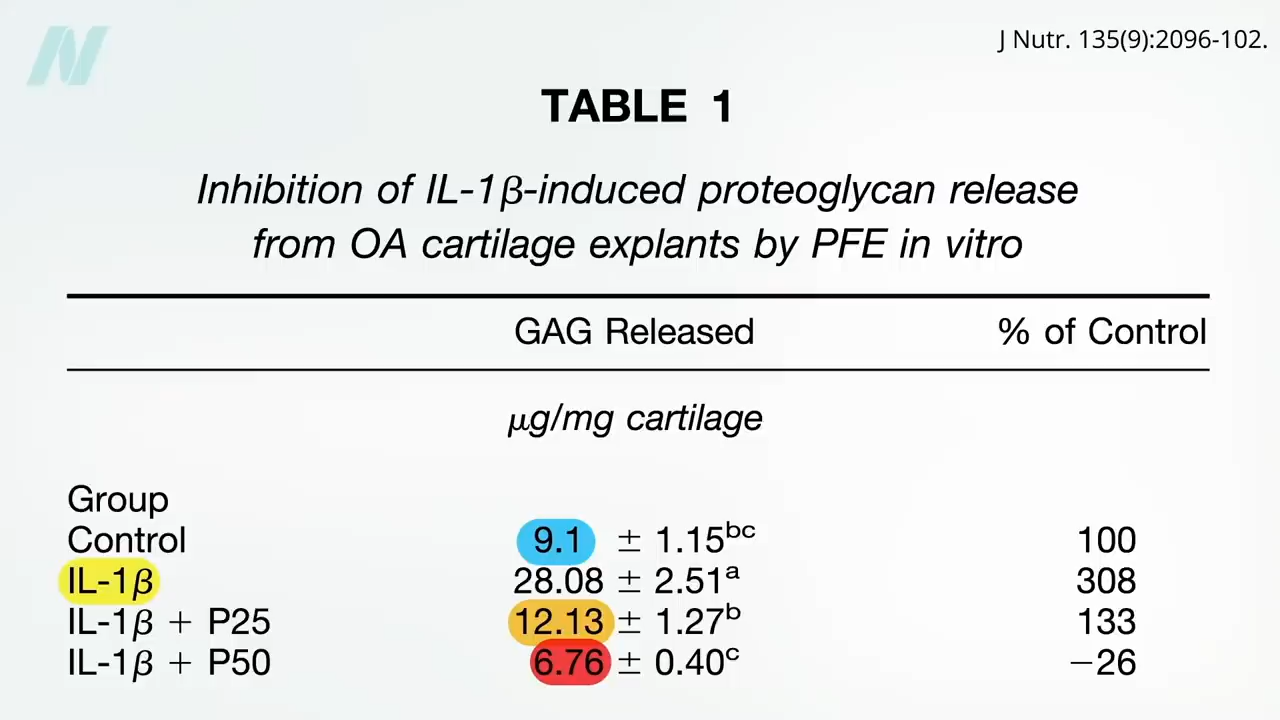 J Nutr. 135(9):2096-102.
TABLE 1
Inhibition of IL-1β-induced proteoglycan release
from OA cartilage explants by PFE in vitro
GAG Released % of Control
μg/mg cartilage
Group
Control 9.1 ± 1.15ᵇᶜ 100
IL-1β 28.08 ± 2.51ᵃ 308
IL-1β + P25 12.13 ± 1.27ᵇ 133
IL-1β + P50 6.76 ± 0.40ᶜ −26